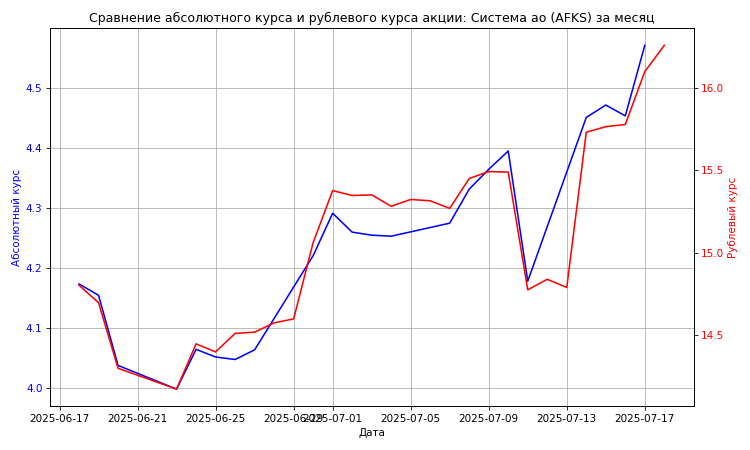 Сравнение абсолютного курса и рублевого курса акции: Система ао (AFKS) за месяц
Абсолютный курс
4.5
4.4
4.3
4.2
4.1
4.0
16.0
15.5
15.0
14.5
Рублевый курс
2025-06-17 2025-06-21 2025-06-25 2025-06-29 2025-07-01 2025-07-05 2025-07-09 2025-07-13 2025-07-17
Дата